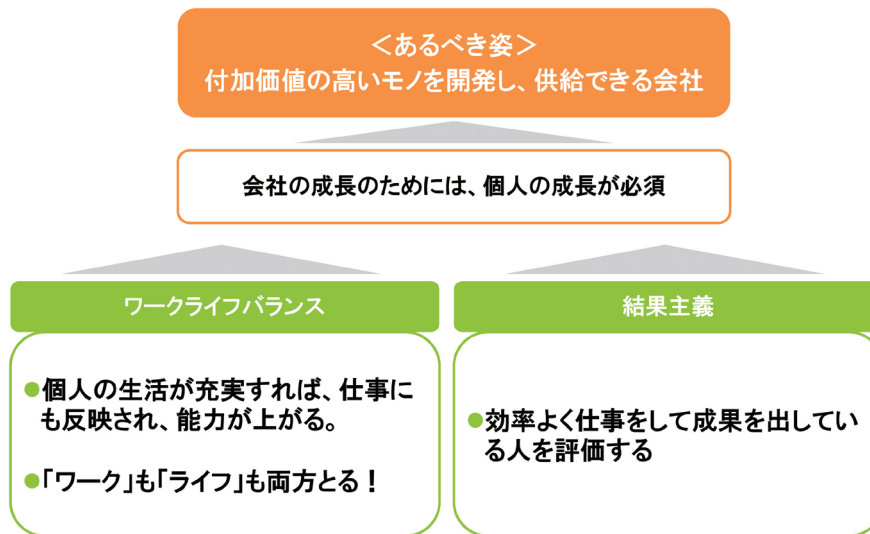 ＜あるべき姿＞
付加価値の高いモノを開発し、供給できる会社
会社の成長のためには、個人の成長が必須
ワークライフバランス
●個人の生活が充実すれば、仕事に
も反映され、能力が上がる。
●「ワーク」も「ライフ」も両方とる！
結果主義
●効率よく仕事をして成果を出してい
る人を評価する